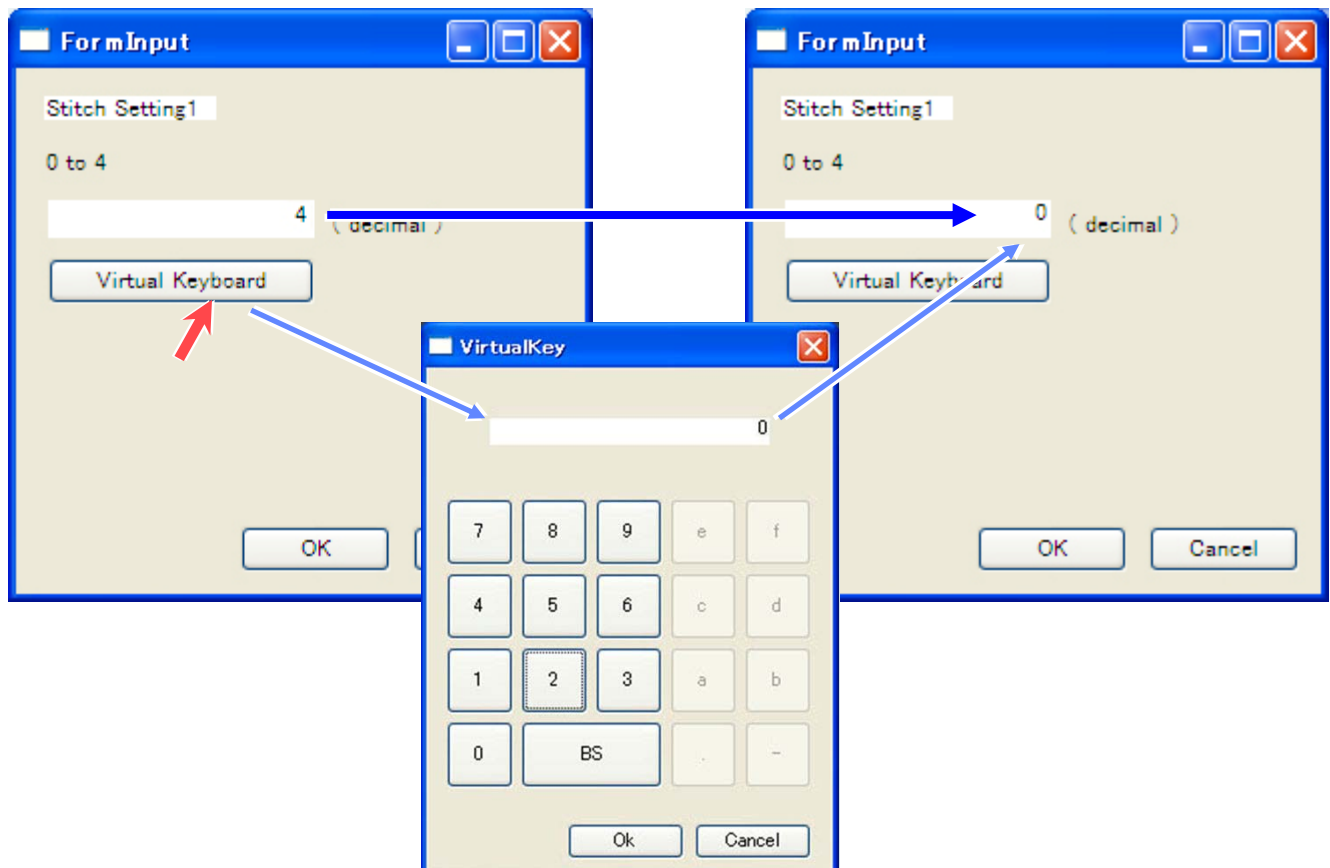 FormInput
Stitch Setting1
0 to 4
4 ( decimal )
Virtual Keyboard
OK
FormInput
Stitch Setting1
0 to 4
0 ( decimal )
Virtual Keyboard
OK Cancel
VirtualKey
0
7 8 9 e f
4 5 6 c d
1 2 3 a b
0 BS . -
Ok Cancel